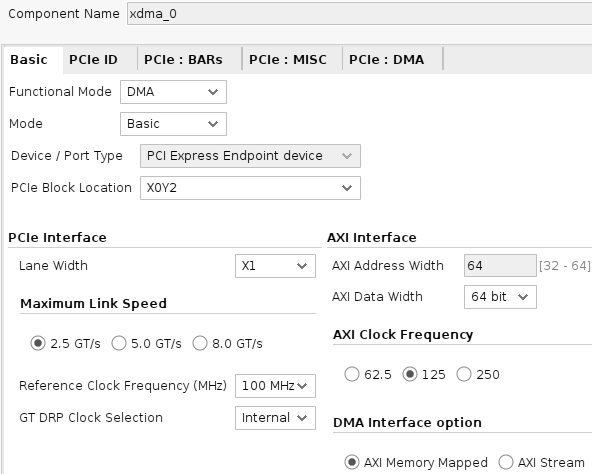 Component Name xdma_0
Basic PCIe ID PCIe : BARs PCIe : MISC PCIe : DMA
Functional Mode DMA
Mode Basic
Device / Port Type PCI Express Endpoint device
PCIe Block Location X0Y2
PCIe Interface
Lane Width X1
Maximum Link Speed
2.5 GT/s 5.0 GT/s 8.0 GT/s
Reference Clock Frequency (MHz) 100 MHz
GT DRP Clock Selection Internal
AXI Interface
AXI Address Width 64 [32 - 64]
AXI Data Width 64 bit
AXI Clock Frequency
62.5 125 250
DMA Interface option
AXI Memory Mapped AXI Stream